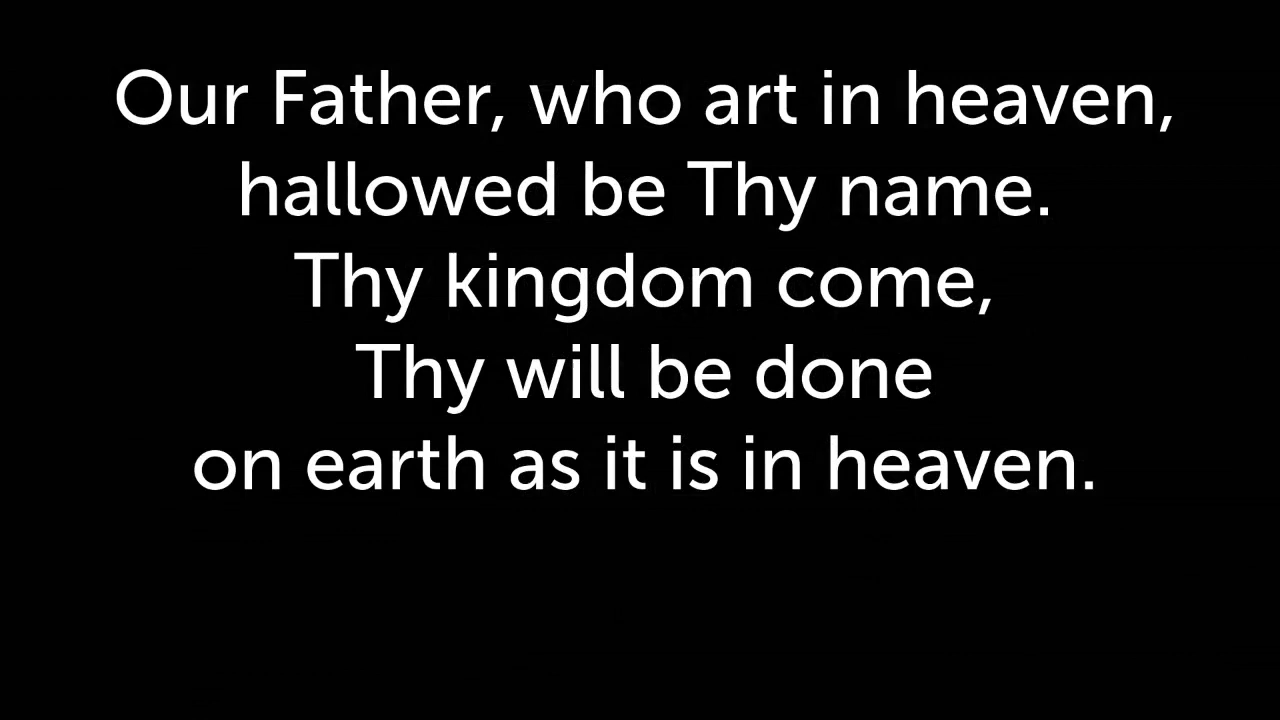 Our Father, who art in heaven,
hallowed be Thy name.
Thy kingdom come,
Thy will be done
on earth as it is in heaven.